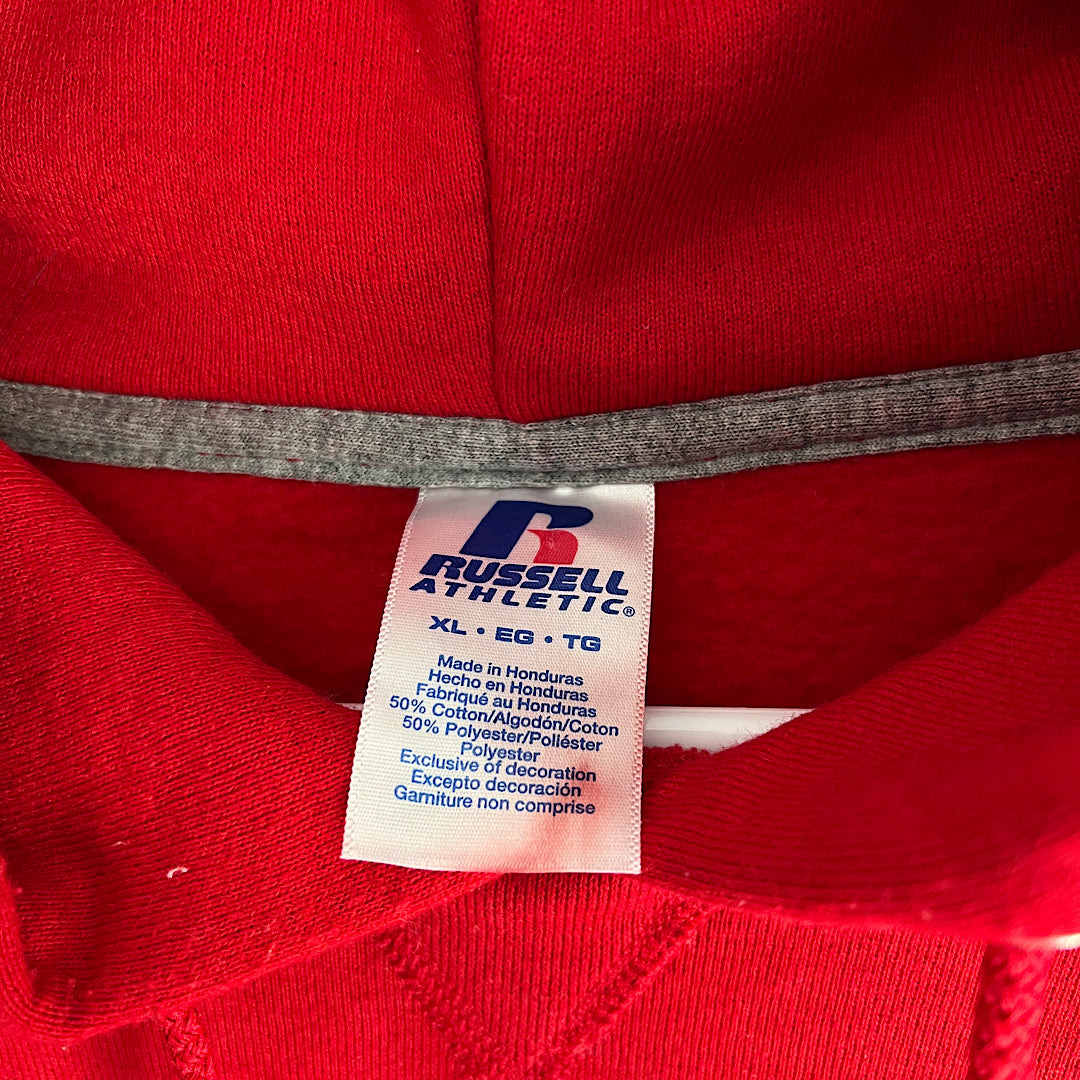 R
RUSSELL
ATHLETIC®
XL • EG • TG
Made in Honduras
Hecho en Honduras
Fabriqué au Honduras
50% Cotton/Algodón/Coton
50% Polyester/Poliéster
Polyester
Exclusive of decoration
Excepto decoración
Garniture non comprise